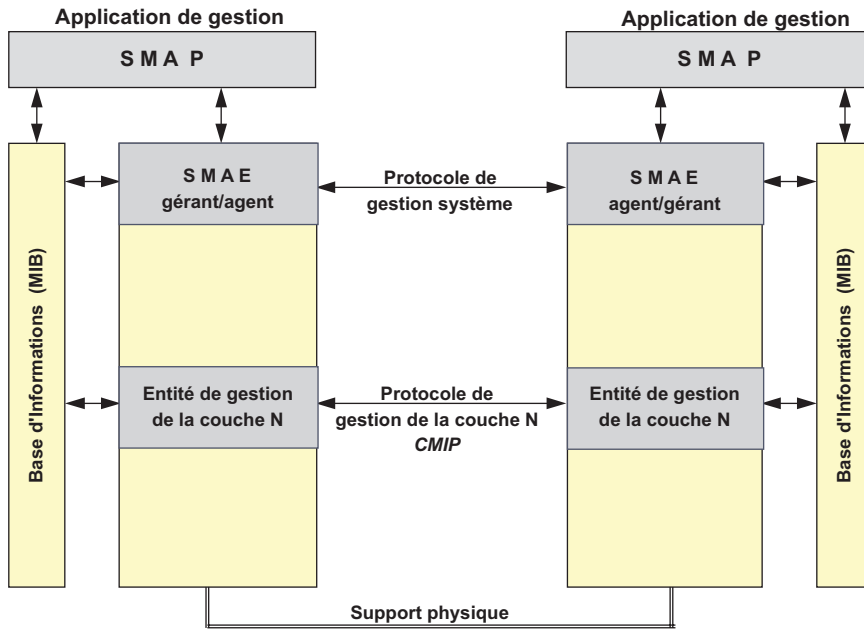 Application de gestion
Application de gestion
S M A P
S M A P
S M A E
gérant/agent
Protocole de
gestion système
S M A E
agent/gérant
Base d'Informations (MIB)
Base d'Informations (MIB)
Entité de gestion
de la couche N
Protocole de
gestion de la couche N
CMIP
Entité de gestion
de la couche N
Support physique